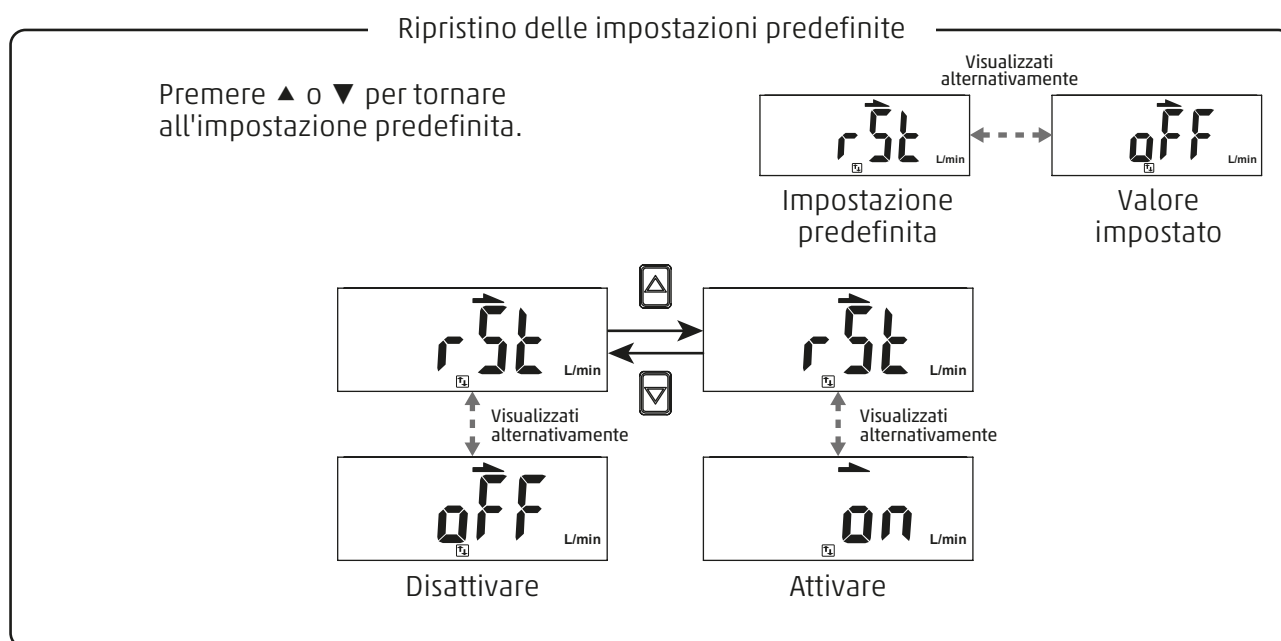 Ripristino delle impostazioni predefinite
Premere ▲ o ▼ per tornare
all'impostazione predefinita.
Visualizzati
alternativamente
rSt
L/min
oFF
L/min
Impostazione
predefinita
Valore
impostato
rSt
L/min
rSt
L/min
Visualizzati
alternativamente
Visualizzati
alternativamente
oFF
L/min
on
L/min
Disattivare
Attivare